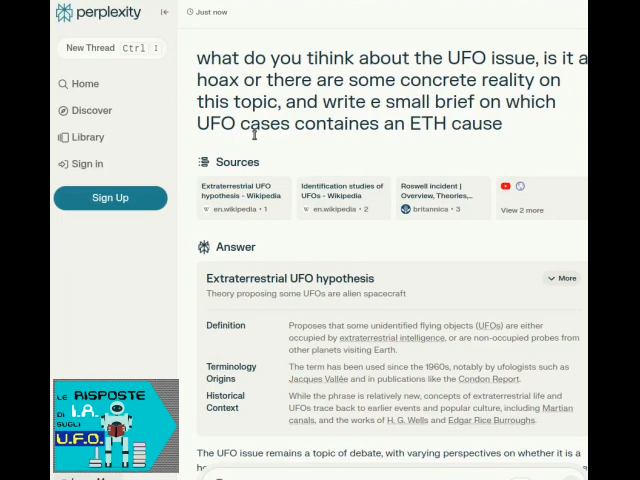 perplexity
Just now
New Thread Ctrl I
Home
Discover
Library
Sign in
Sign Up
what do you tihink about the UFO issue, is it a
hoax or there are some concrete reality on
this topic, and write e small brief on which
UFO cases containes an ETH cause
Sources
Extraterrestrial UFO
hypothesis - Wikipedia
W en.wikipedia • 1
Identification studies of
UFOs - Wikipedia
W en.wikipedia • 2
Roswell incident |
Overview, Theories,...
britannica • 3
View 2 more
Answer
Extraterrestrial UFO hypothesis
More
Theory proposing some UFOs are alien spacecraft
Definition
Proposes that some unidentified flying objects (UFOs) are either
occupied by extraterrestrial intelligence, or are non-occupied probes from
other planets visiting Earth.
Terminology
Origins
The term has been used since the 1960s, notably by ufologists such as
Jacques Vallée and in publications like the Condon Report.
Historical
Context
While the phrase is relatively new, concepts of extraterrestrial life and
UFOs trace back to earlier events and popular culture, including Martian
canals, and the works of H. G. Wells and Edgar Rice Burroughs.
LE RISPOSTE
DI I.A.
SUGLI
U.F.O.
The UFO issue remains a topic of debate, with varying perspectives on whether it is a